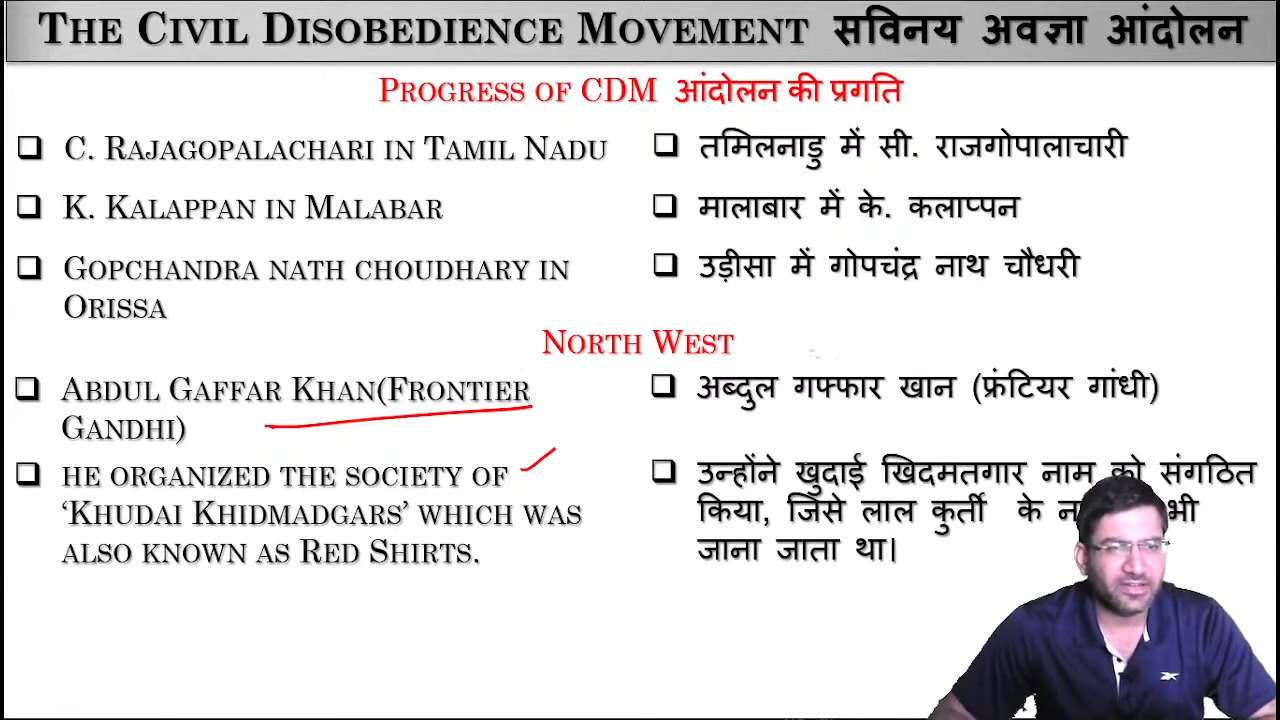 THE CIVIL DISOBEDIENCE MOVEMENT सविनय अवज्ञा आंदोलन
PROGRESS OF CDM आंदोलन की प्रगति
C. RAJAGOPALACHARI IN TAMIL NADU
तमिलनाडु में सी. राजगोपालाचारी
K. KALAPPAN IN MALABAR
मालाबार में के. कलाप्पन
GOPCHANDRA NATH CHOUDHARY IN
ORISSA
उड़ीसा में गोपचंद्र नाथ चौधरी
NORTH WEST
ABDUL GAFFAR KHAN(FRONTIER
GANDHI)
अब्दुल गफ्फार खान (फ्रंटियर गांधी)
HE ORGANIZED THE SOCIETY OF
‘KHUDAI KHIDMADGARS’ WHICH WAS
ALSO KNOWN AS RED SHIRTS.
उन्होंने खुदाई खिदमतगार नाम को संगठित
किया, जिसे लाल कुर्ती के भी
जाना जाता था।